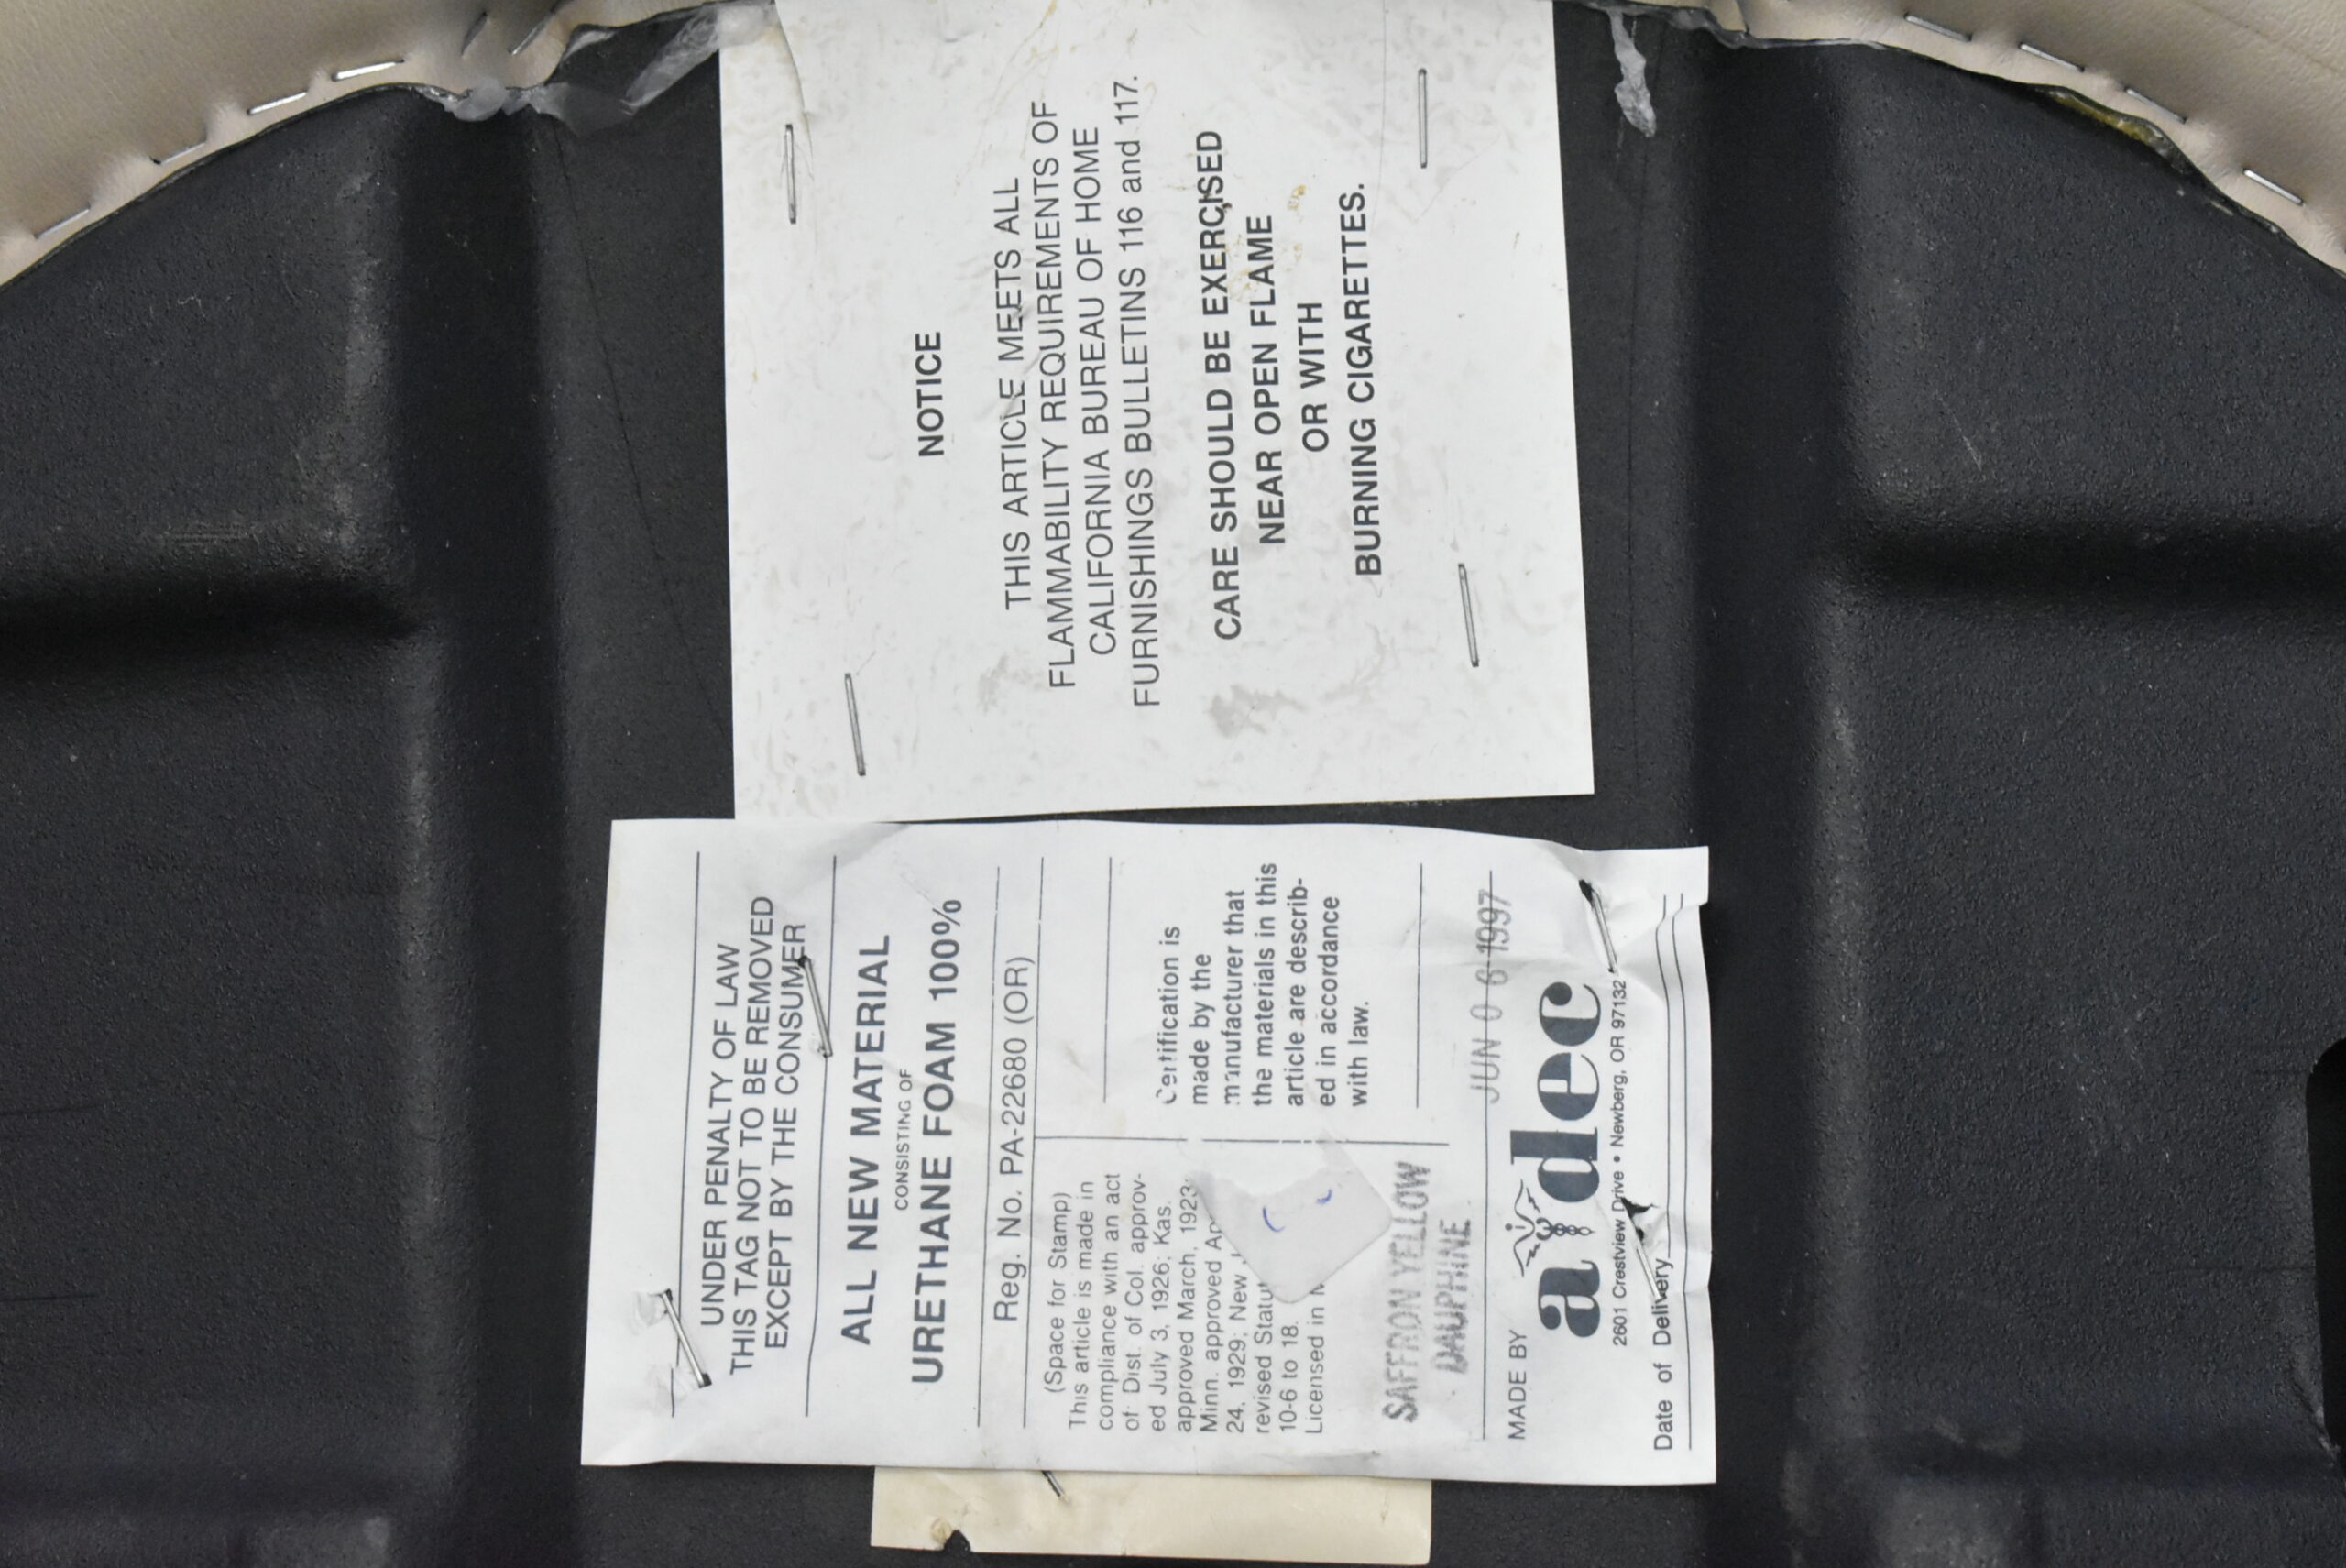 NOTICE
THIS ARTICLE MEETS ALL
FLAMMABILITY REQUIREMENTS OF
CALIFORNIA BUREAU OF HOME
FURNISHINGS BULLETINS 116 and 117.
CARE SHOULD BE EXERCISED
NEAR OPEN FLAME
OR WITH
BURNING CIGARETTES.
UNDER PENALTY OF LAW
THIS TAG NOT TO BE REMOVED
EXCEPT BY THE CONSUMER
ALL NEW MATERIAL
CONSISTING OF
URETHANE FOAM 100%
Reg. No. PA-22680 (OR)
(Space for Stamp)
This article is made in
compliance with an act
of Dist. of Col. approv-
ed July 3, 1926; Kas.
approved March, 1923;
Minn. approved
24, 1929; New
revised
10-6 to 18.
Licensed in
Certification is
made by the
manufacturer that
the materials in this
article are describ-
ed in accordance
with law.
SAFFRON YELLOW
DAUPHINE
JUN 06 1997
MADE BY
a dec
2601 Crestview Drive • Newberg, OR 97132
Date of Delivery